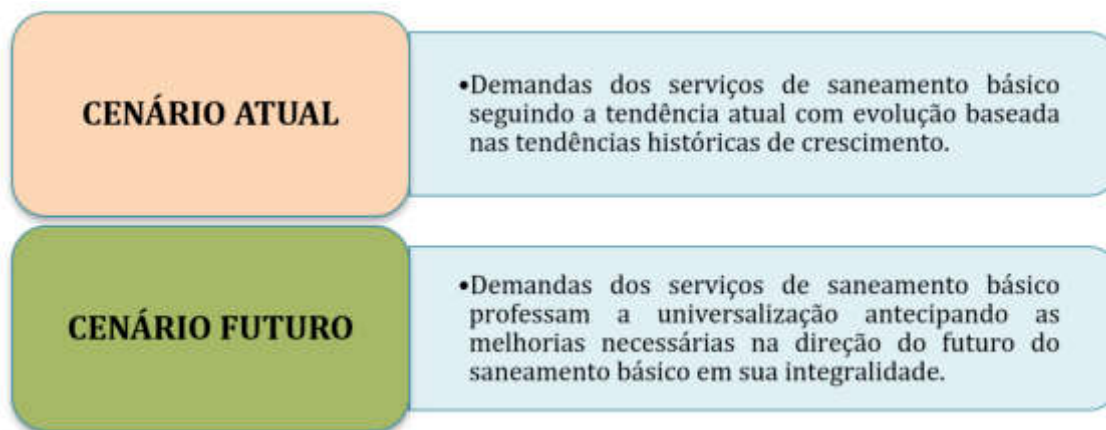 CENÁRIO ATUAL
•Demandas dos serviços de saneamento básico
seguindo a tendência atual com evolução baseada
nas tendências históricas de crescimento.
CENÁRIO FUTURO
•Demandas dos serviços de saneamento básico
professam a universalização antecipando as
melhorias necessárias na direção do futuro do
saneamento básico em sua integralidade.